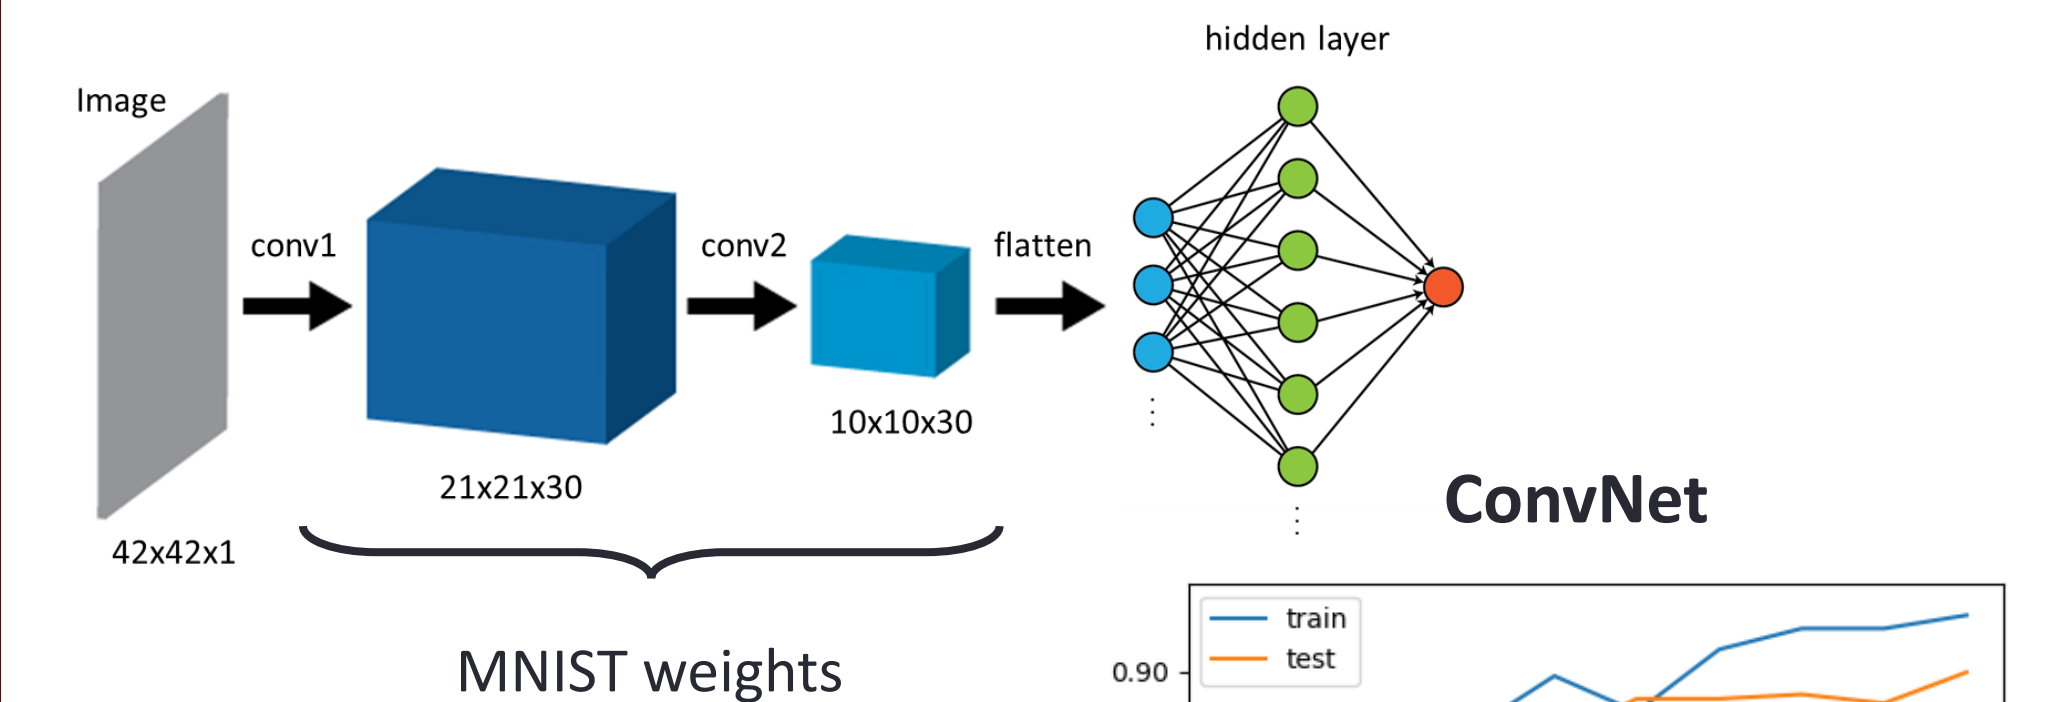 hidden layer
Image
conv1
conv2
flatten
10x10x30
21x21x30
42x42x1
ConvNet
MNIST weights
train
test
0.90